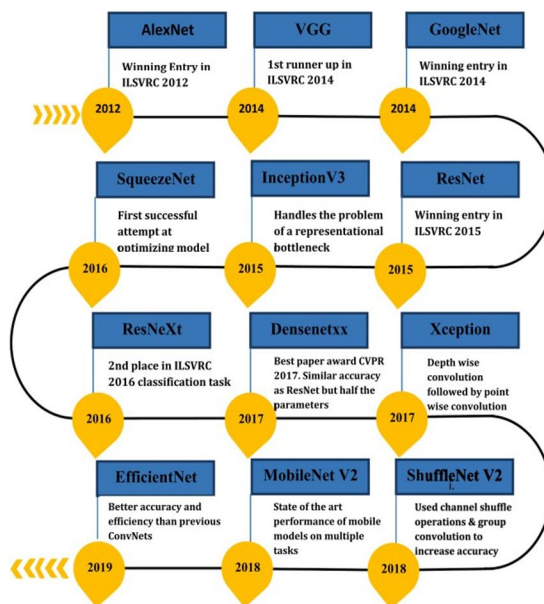 AlexNet
Winning Entry in
ILSVRC 2012
2012
VGG
1st runner up in
ILSVRC 2014
2014
GoogleNet
Winning entry in
ILSVRC 2014
2014
ResNet
Winning entry in
ILSVRC 2015
2015
InceptionV3
Handles the problem
of a representational
bottleneck
2015
SqueezeNet
First successful
attempt at
optimizing model
2016
ResNeXt
2nd place in ILSVRC
2016 classification task
2016
Densenetxx
Best paper award CVPR
2017. Similar accuracy
as ResNet but half the
parameters
2017
Xception
Depth wise
convolution
followed by point
wise convolution
2017
ShuffleNet V2
Used channel shuffle
operations & group
convolution to
increase accuracy
2018
MobileNet V2
State of the art
performance of mobile
models on multiple
tasks
2018
EfficientNet
Better accuracy and
efficiency than previous
ConvNets
2019